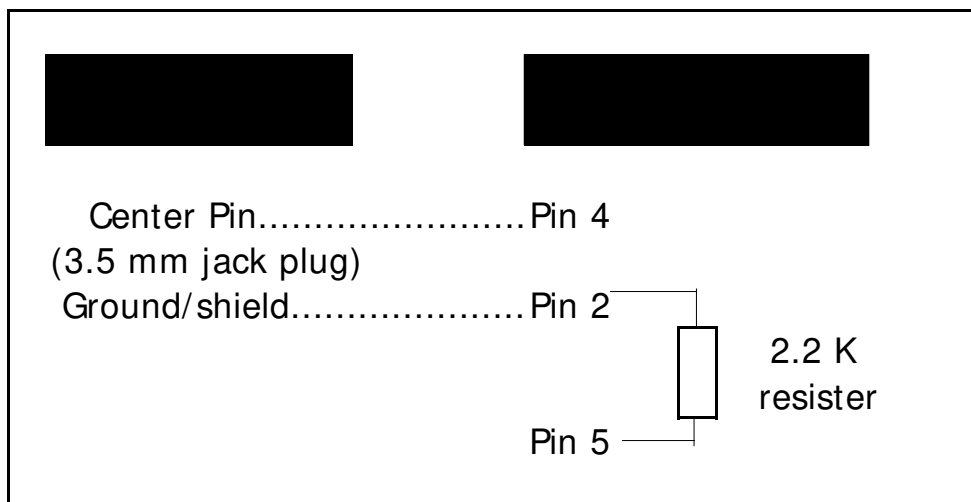 Center Pin........................Pin 4
(3.5 mm jack plug)
Ground/shield.....................Pin 2
2.2 K
resister
Pin 5